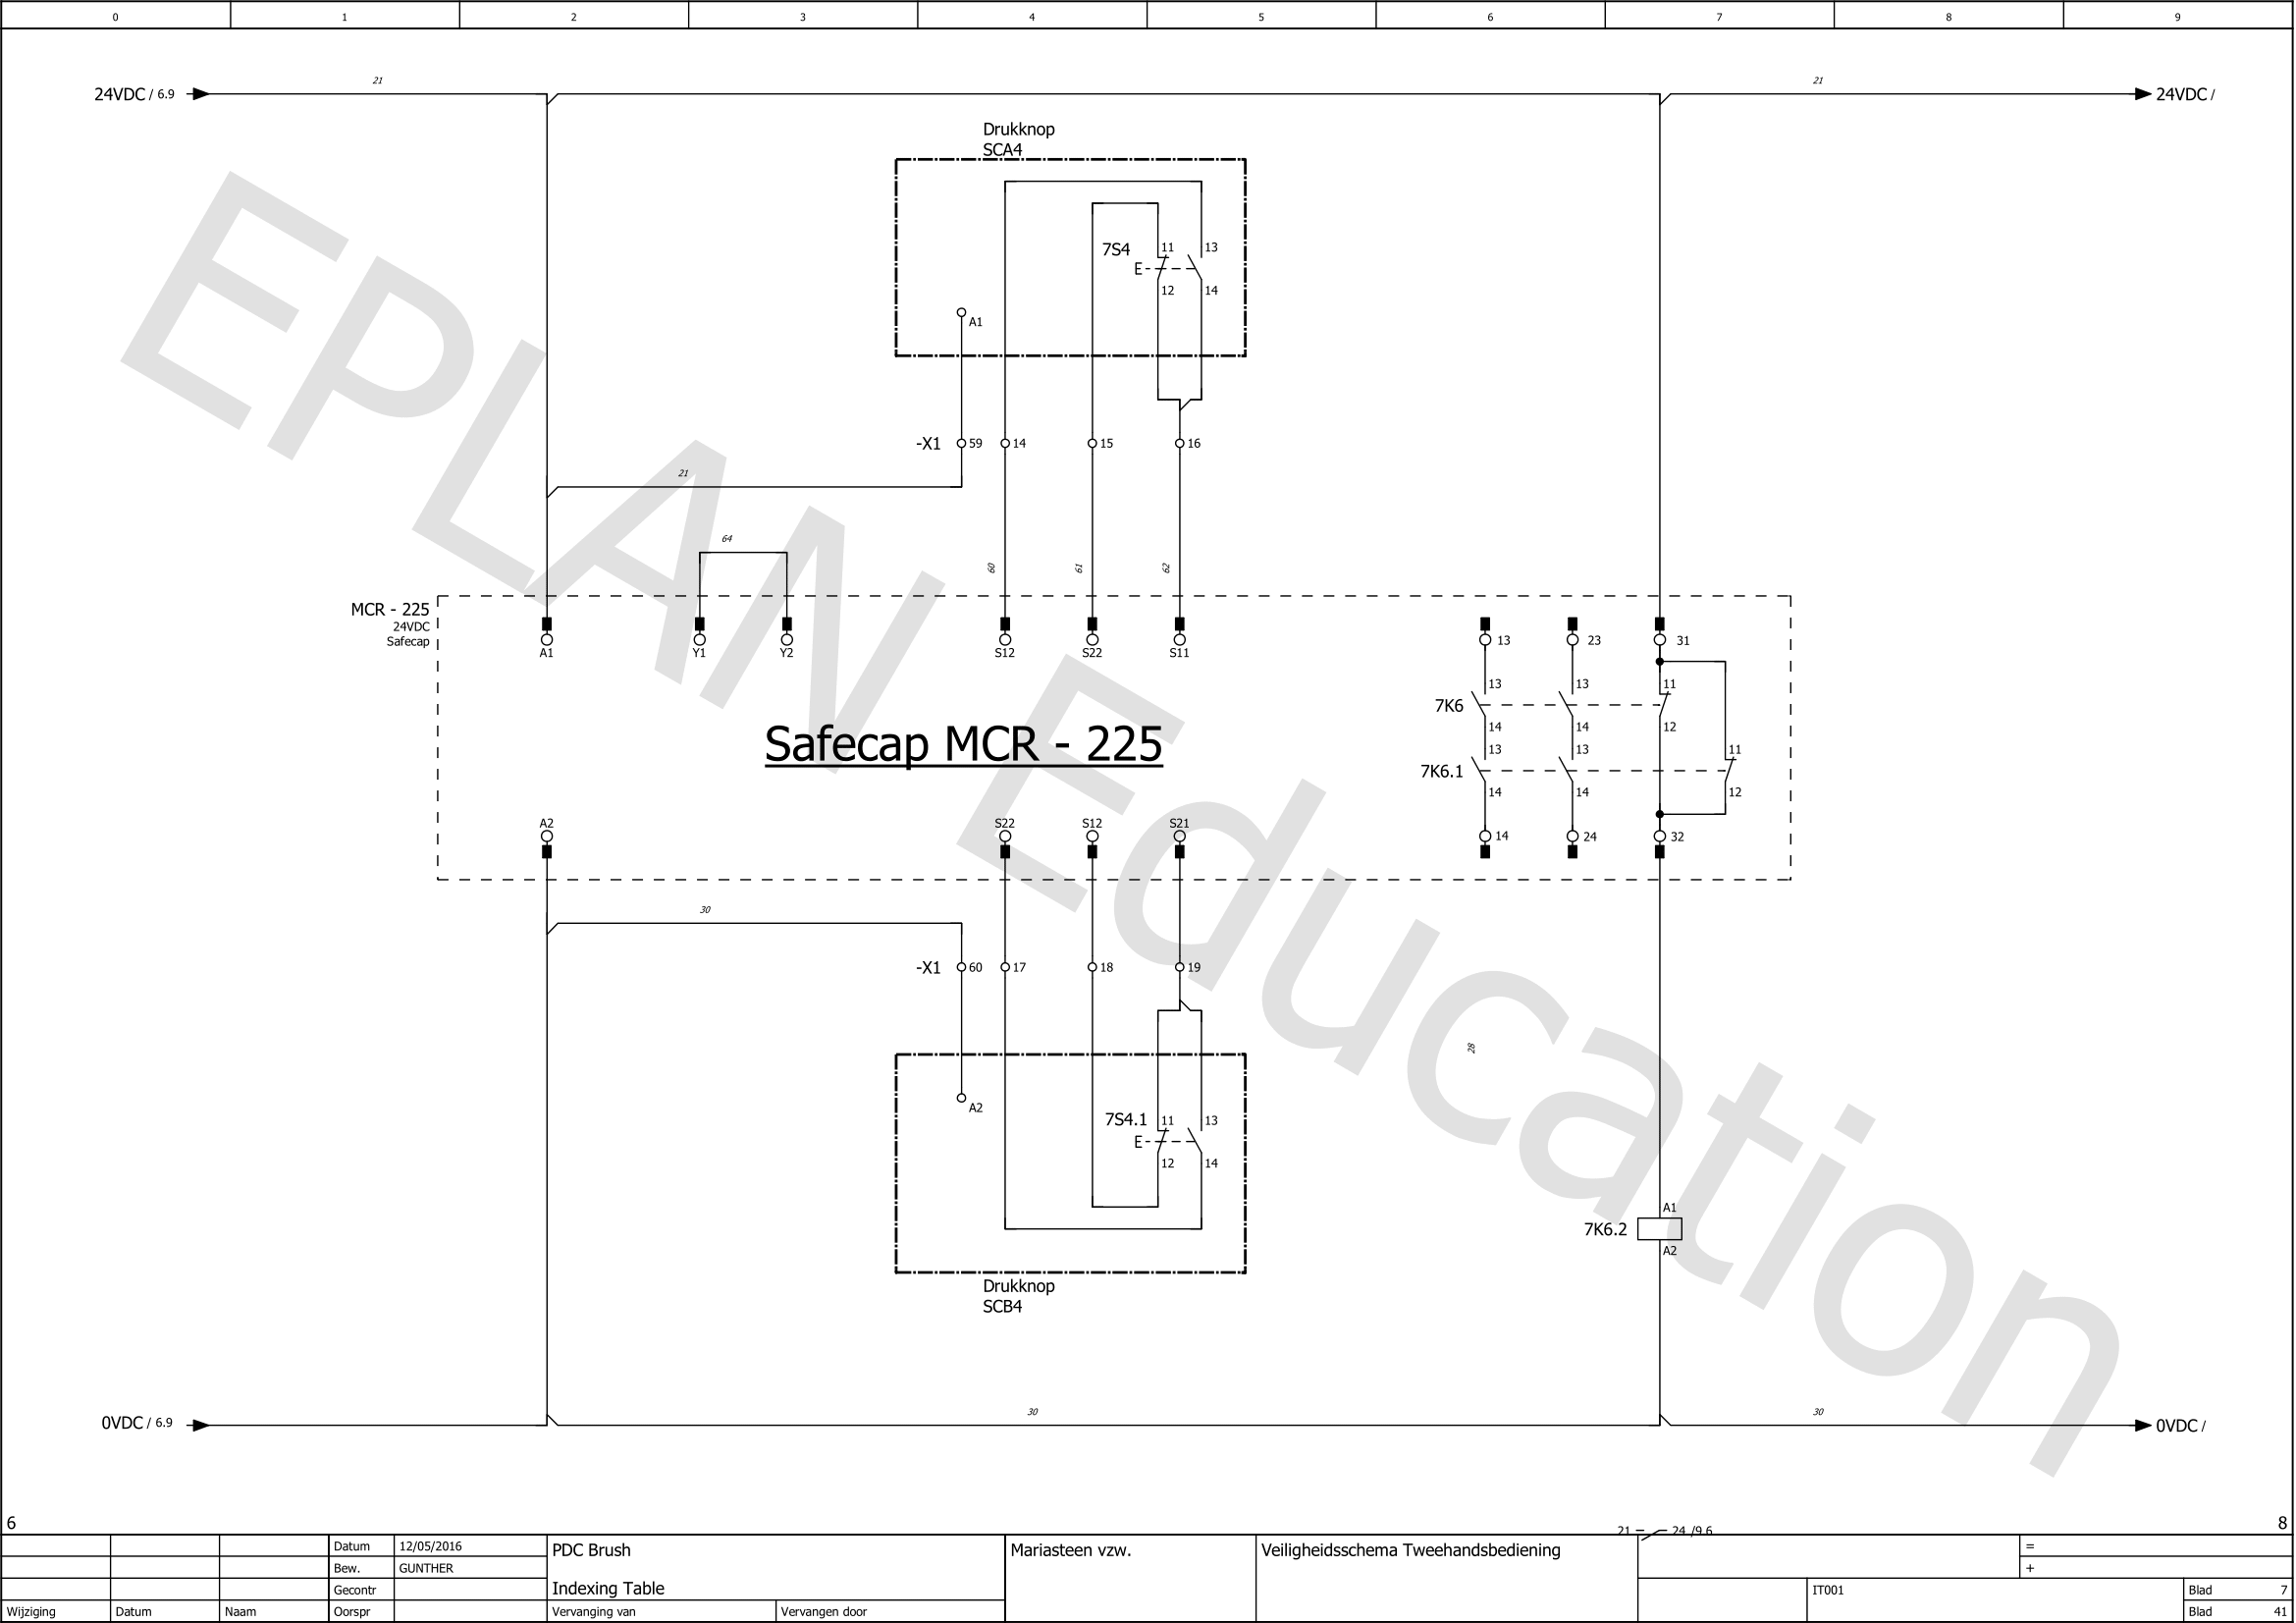 0 1 2 3 4 5 6 7 8 9
21 21
24VDC / 6.9 24VDC /
Drukknop
SCA4
7S4 11 13
E
12 14
A1
-X1 59 14 15 16
21
64
60 61 62
MCR - 225
24VDC
Safecap
A1 Y1 Y2 S12 S22 S11
13 23 31
13 13 11
7K6
14 14 12
Safecap MCR - 225
13 13 11
7K6.1
14 14 12
A2 S22 S12 S21
14 24 32
30
-X1 60 17 18 19
28
A2
7S4.1 11 13
E
12 14
A1
7K6.2
A2
Drukknop
SCB4
30 30
0VDC / 6.9 0VDC /
EPLAN Education
6 8
21 24 /9.6
Datum 12/05/2016
Bew. GUNTHER
Gecontr
Wijziging Datum Naam Oorspr
PDC Brush
Indexing Table
Vervanging van Vervangen door
Mariasteen vzw.
Veiligheidsschema Tweehandsbediening
=
+
IT001
Blad 7
Blad 41